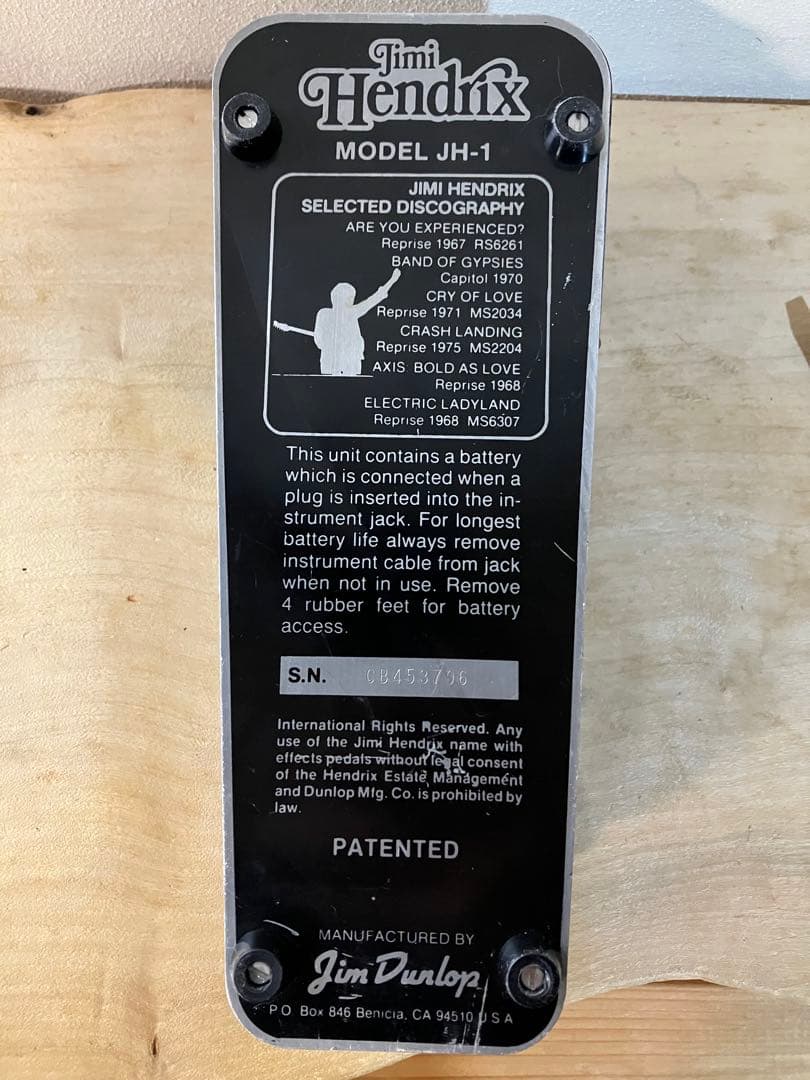 Jimi
Hendrix
MODEL JH-1
JIMI HENDRIX
SELECTED DISCOGRAPHY
ARE YOU EXPERIENCED?
Reprise 1967 RS6261
BAND OF GYPSIES
Capitol 1970
CRY OF LOVE
Reprise 1971 MS2034
CRASH LANDING
Reprise 1975 MS2204
AXIS: BOLD AS LOVE
Reprise 1968
ELECTRIC LADYLAND
Reprise 1968 MS6307
This unit contains a battery
which is connected when a
plug is inserted into the in-
strument jack. For longest
battery life always remove
instrument cable from jack
when not in use. Remove
4 rubber feet for battery
access.
S.N.
International Rights Reserved. Any
use of the Jimi Hendrix name with
effects pedals without legal consent
of the Hendrix Estate Management
and Dunlop Mfg. Co. is prohibited by
law.
PATENTED
MANUFACTURED BY
Jim Dunlop
P O Box 846 Benicia, CA 94510 U S A